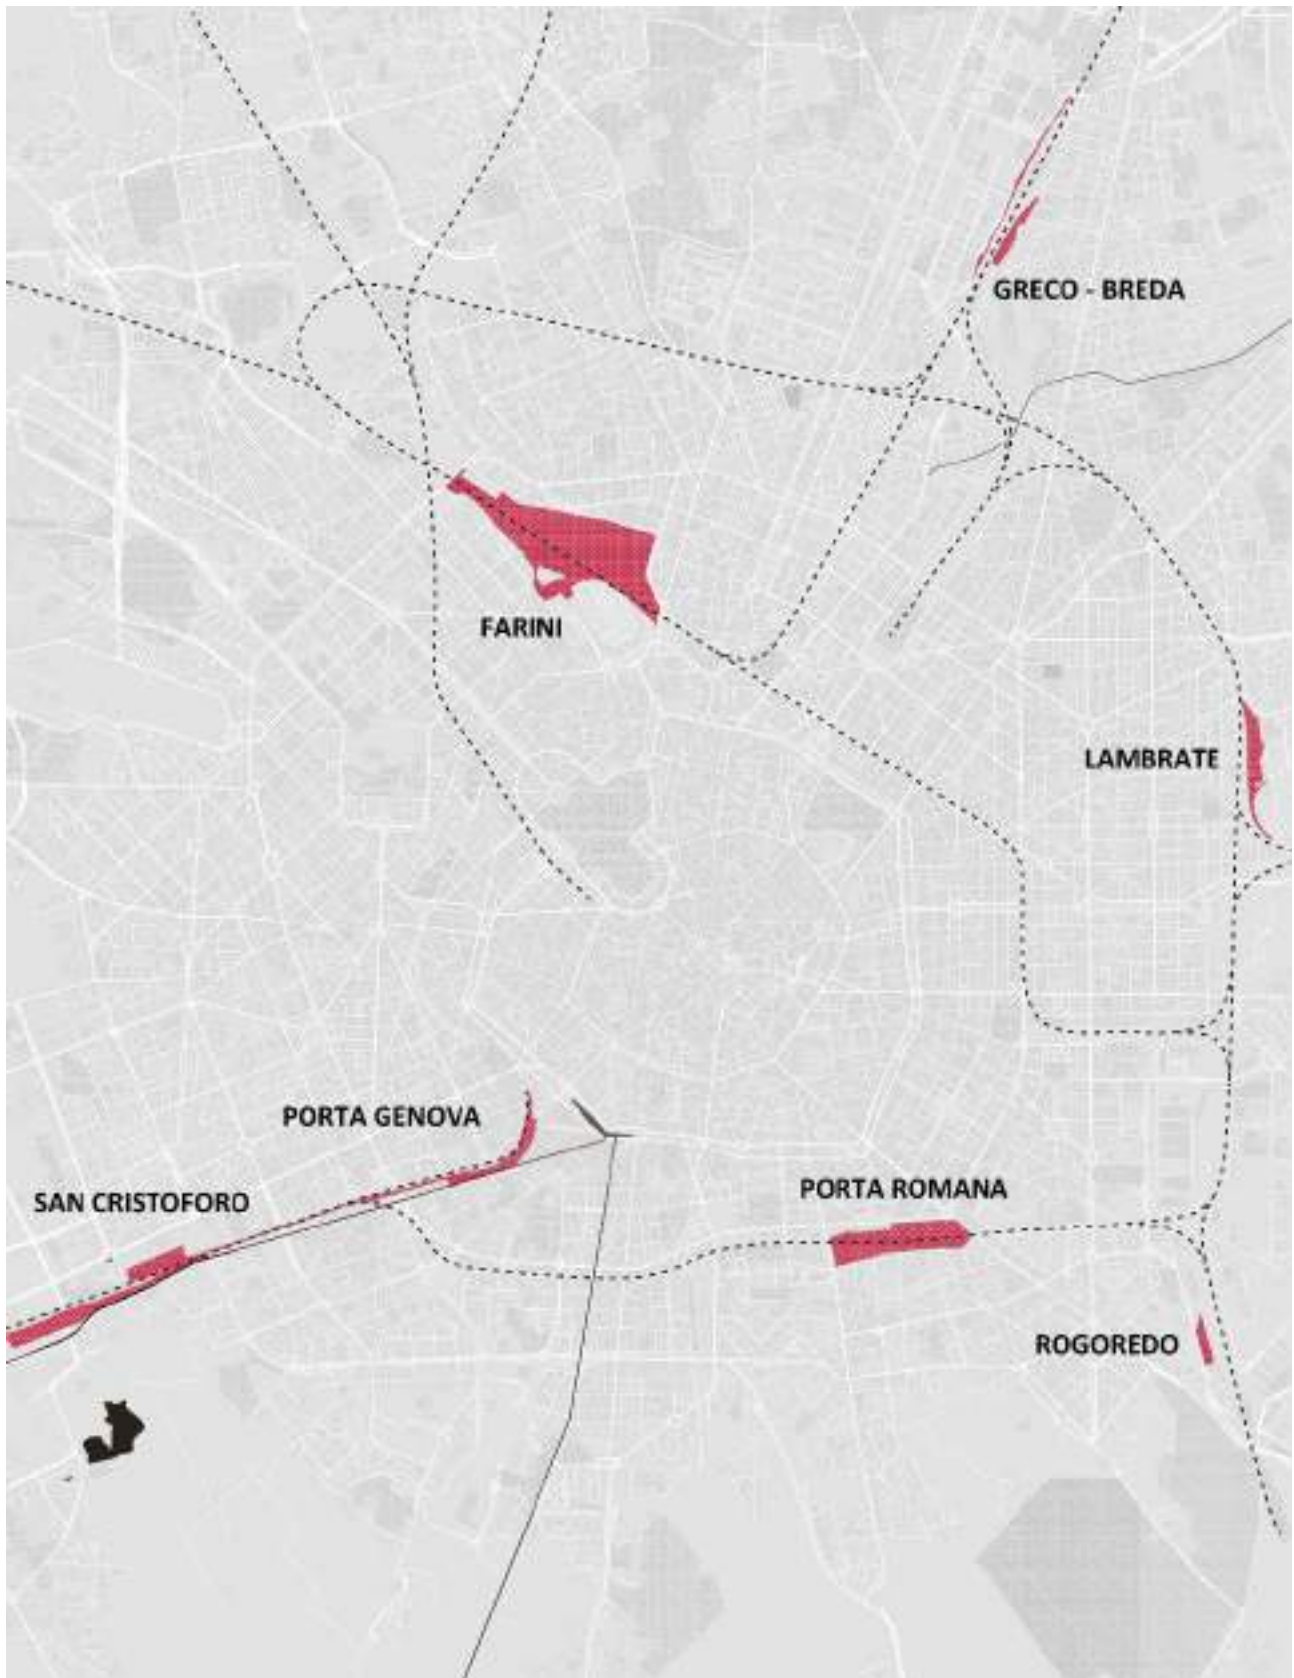 GRECO - BREDA
FARINI
LAMBRATE
PORTA GENOVA
PORTA ROMANA
SAN CRISTOFORO
ROGOREDO